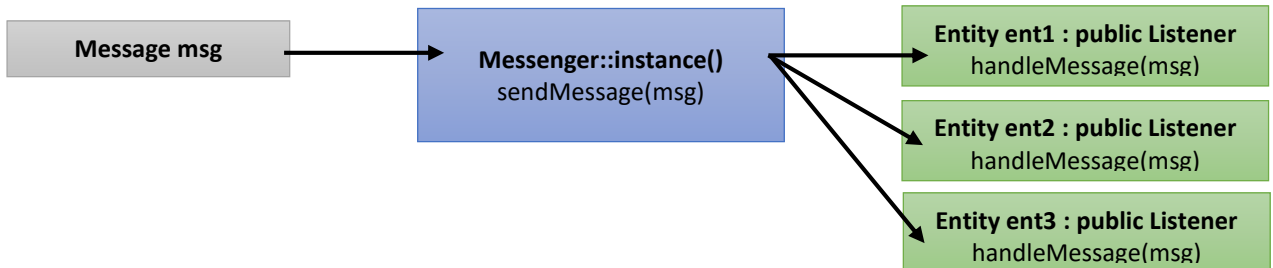 Message msg
Messenger::instance()
sendMessage(msg)
Entity ent1 : public Listener
handleMessage(msg)
Entity ent2 : public Listener
handleMessage(msg)
Entity ent3 : public Listener
handleMessage(msg)